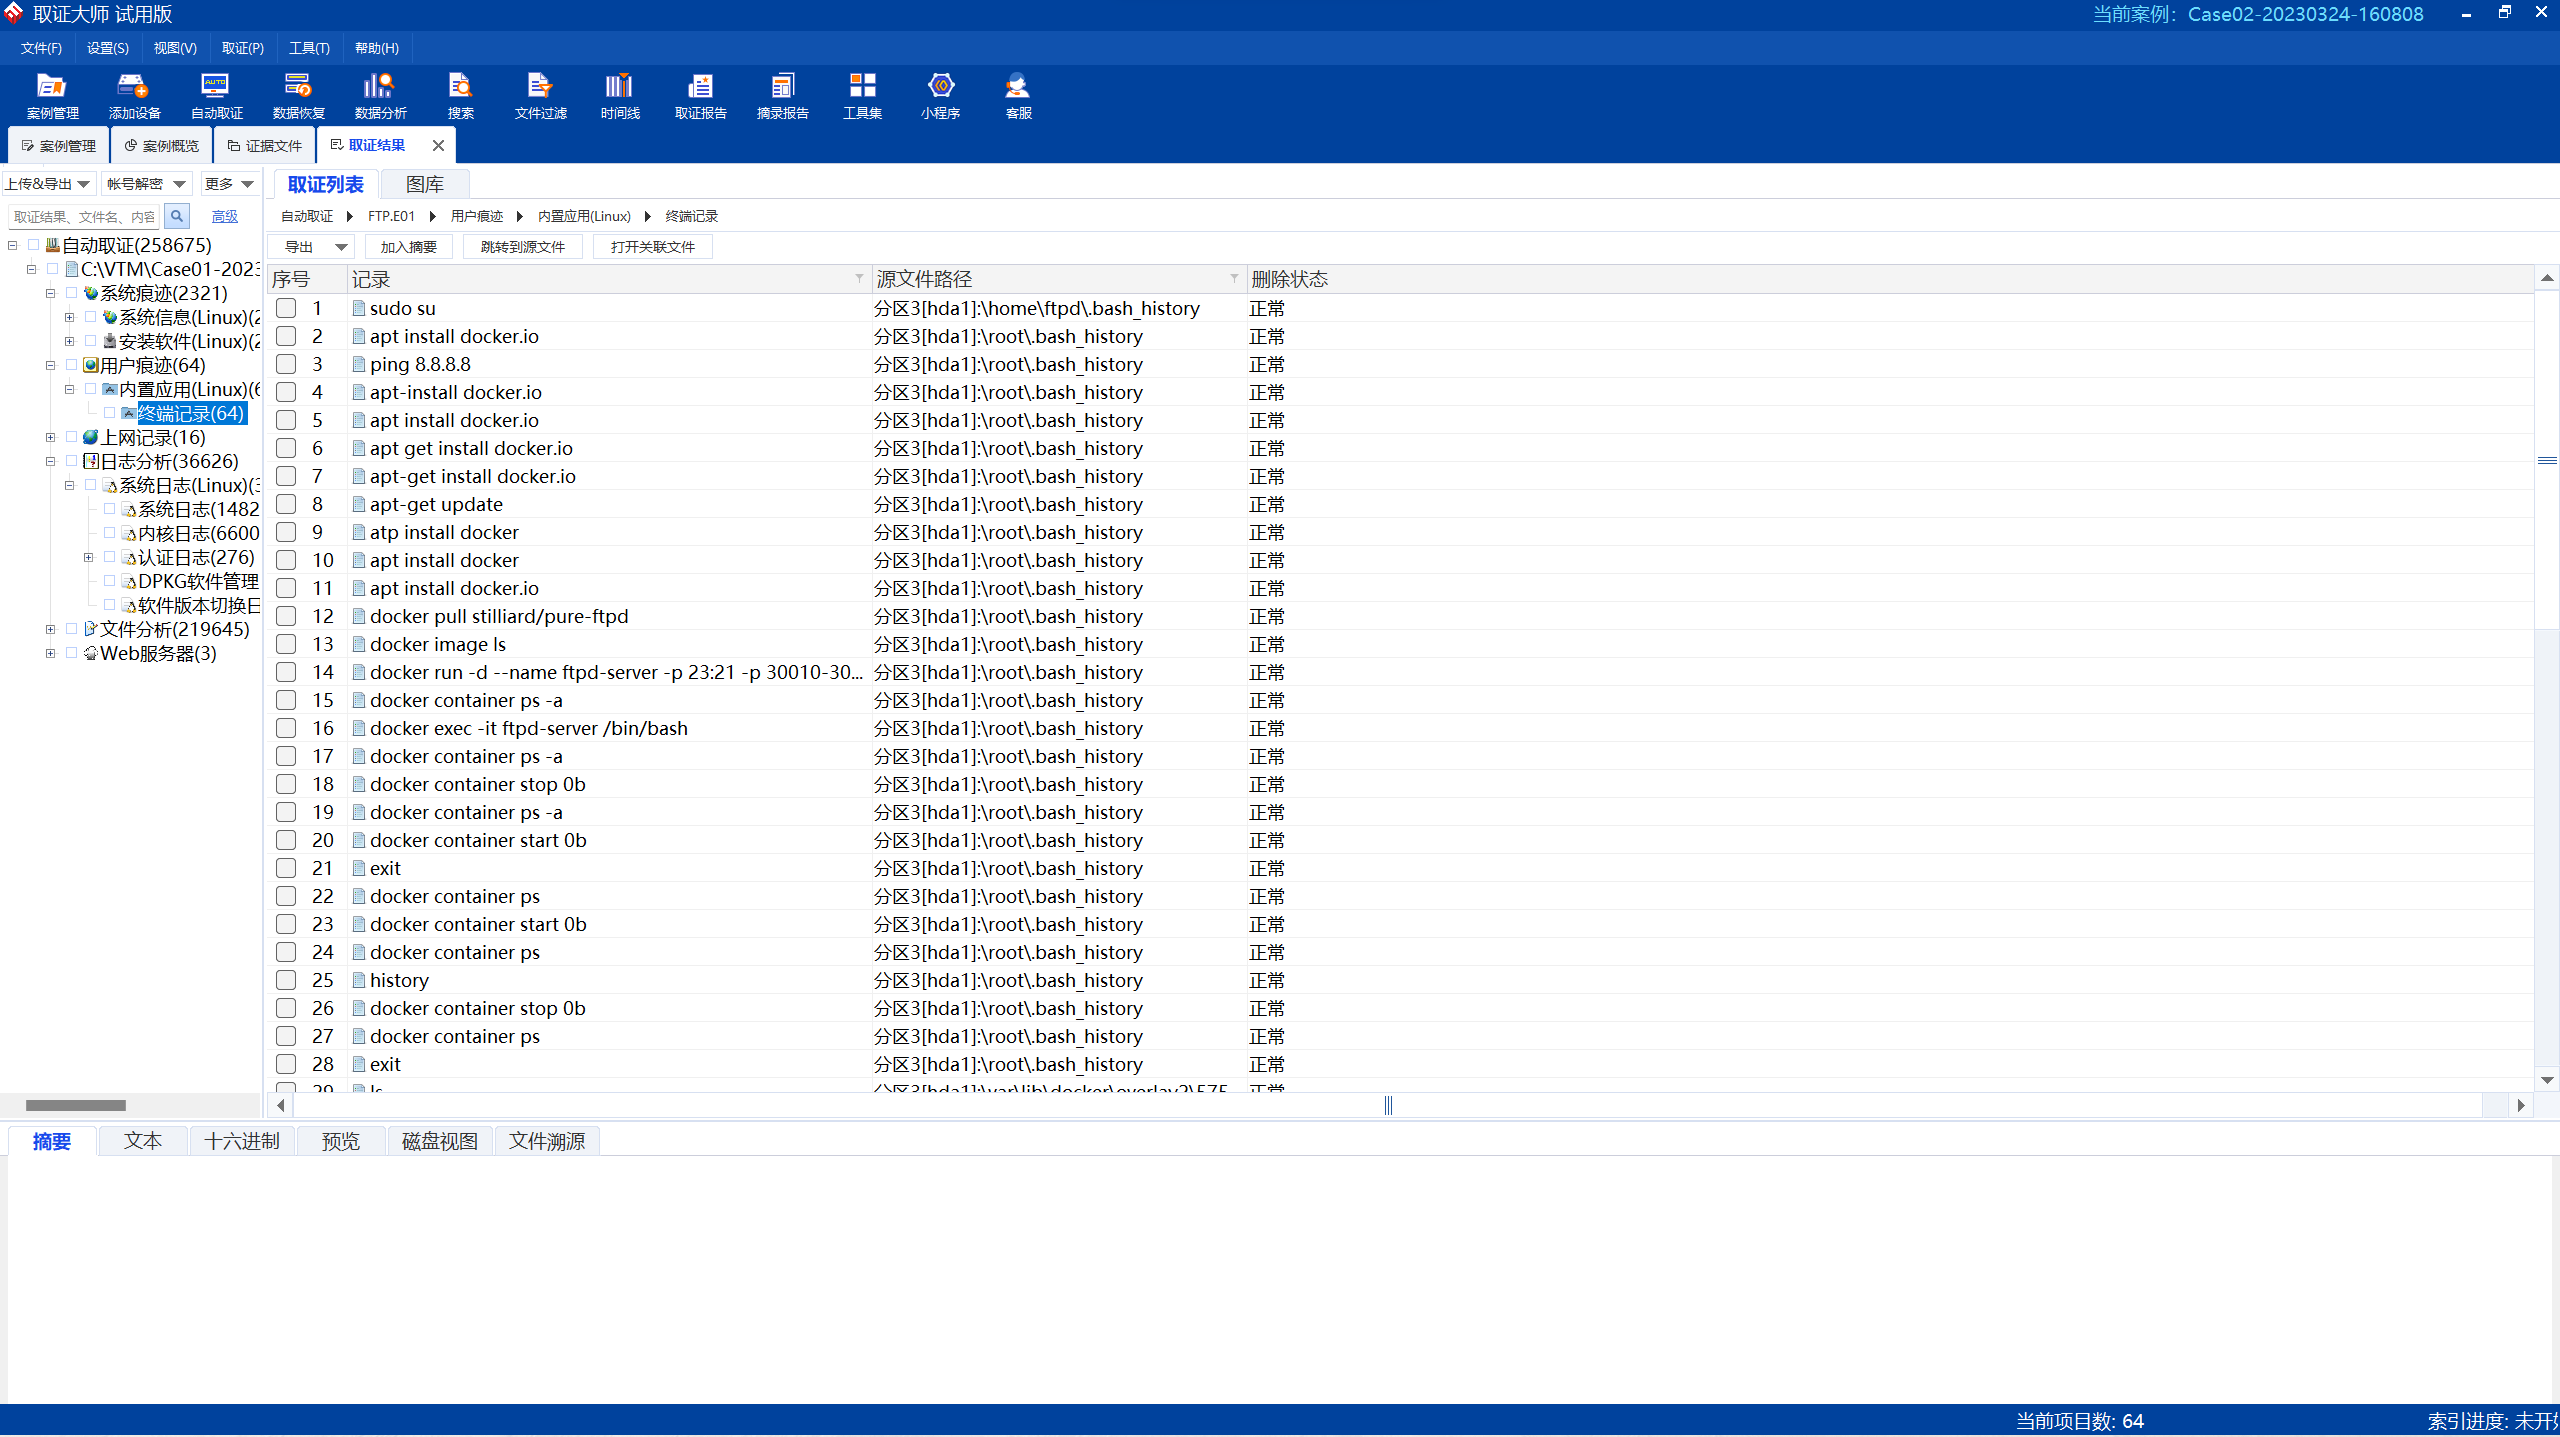 取证大师 试用版
当前案例：Case02-20230324-160808
文件(F) 设置(S) 视图(V) 取证(P) 工具(T) 帮助(H)
案例管理 添加设备 自动取证 数据恢复 数据分析 搜索 文件过滤 时间线 取证报告 摘录报告 工具集 小程序 客服
案例管理 案例概览 证据文件 取证结果
上传&导出 帐号解密 更多
取证结果、文件名、内容 高级
自动取证(258675)
C:\VTM\Case01-2023
系统痕迹(2321)
系统信息(Linux)(2
安装软件(Linux)(2
用户痕迹(64)
内置应用(Linux)(6
终端记录(64)
上网记录(16)
日志分析(36626)
系统日志(Linux)(3
系统日志(1482
内核日志(6600
认证日志(276)
DPKG软件管理
软件版本切换日
文件分析(219645)
Web服务器(3)
取证列表 图库
自动取证 FTP.E01 用户痕迹 内置应用(Linux) 终端记录
导出 加入摘要 跳转到源文件 打开关联文件
序号 记录 源文件路径 删除状态
1 sudo su 分区3[hda1]:\home\ftpd\.bash_history 正常
2 apt install docker.io 分区3[hda1]:\root\.bash_history 正常
3 ping 8.8.8.8 分区3[hda1]:\root\.bash_history 正常
4 apt-install docker.io 分区3[hda1]:\root\.bash_history 正常
5 apt install docker.io 分区3[hda1]:\root\.bash_history 正常
6 apt get install docker.io 分区3[hda1]:\root\.bash_history 正常
7 apt-get install docker.io 分区3[hda1]:\root\.bash_history 正常
8 apt-get update 分区3[hda1]:\root\.bash_history 正常
9 atp install docker 分区3[hda1]:\root\.bash_history 正常
10 apt install docker 分区3[hda1]:\root\.bash_history 正常
11 apt install docker.io 分区3[hda1]:\root\.bash_history 正常
12 docker pull stilliard/pure-ftpd 分区3[hda1]:\root\.bash_history 正常
13 docker image ls 分区3[hda1]:\root\.bash_history 正常
14 docker run -d --name ftpd-server -p 23:21 -p 30010-30... 分区3[hda1]:\root\.bash_history 正常
15 docker container ps -a 分区3[hda1]:\root\.bash_history 正常
16 docker exec -it ftpd-server /bin/bash 分区3[hda1]:\root\.bash_history 正常
17 docker container ps -a 分区3[hda1]:\root\.bash_history 正常
18 docker container stop 0b 分区3[hda1]:\root\.bash_history 正常
19 docker container ps -a 分区3[hda1]:\root\.bash_history 正常
20 docker container start 0b 分区3[hda1]:\root\.bash_history 正常
21 exit 分区3[hda1]:\root\.bash_history 正常
22 docker container ps 分区3[hda1]:\root\.bash_history 正常
23 docker container start 0b 分区3[hda1]:\root\.bash_history 正常
24 docker container ps 分区3[hda1]:\root\.bash_history 正常
25 history 分区3[hda1]:\root\.bash_history 正常
26 docker container stop 0b 分区3[hda1]:\root\.bash_history 正常
27 docker container ps 分区3[hda1]:\root\.bash_history 正常
28 exit 分区3[hda1]:\root\.bash_history 正常
29 ls 分区3[hda1]:\var\lib\docker\overlay2\575... 正常
摘要 文本 十六进制 预览 磁盘视图 文件溯源
当前项目数: 64 索引进度: 未开